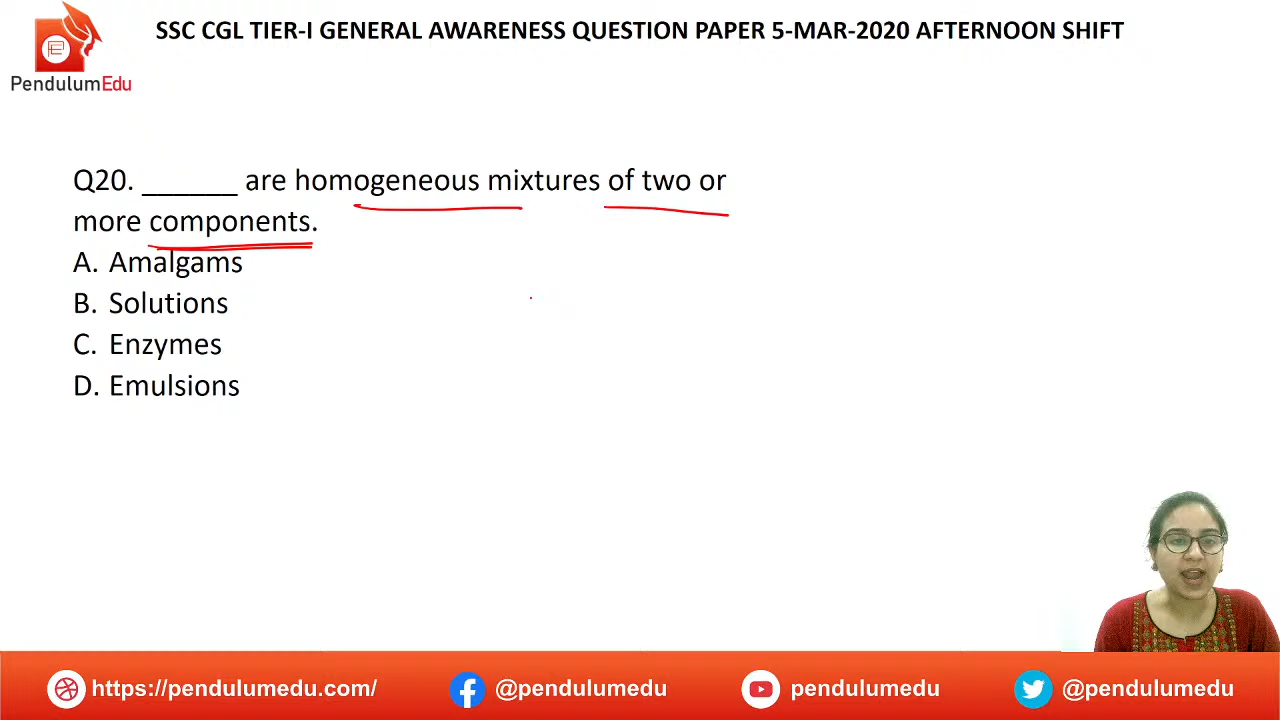 SSC CGL TIER-I GENERAL AWARENESS QUESTION PAPER 5-MAR-2020 AFTERNOON SHIFT
PendulumEdu
Q20. ______ are homogeneous mixtures of two or
more components.
A. Amalgams
B. Solutions
C. Enzymes
D. Emulsions
https://pendulumedu.com/ @pendulumedu pendulumedu @pendulumedu